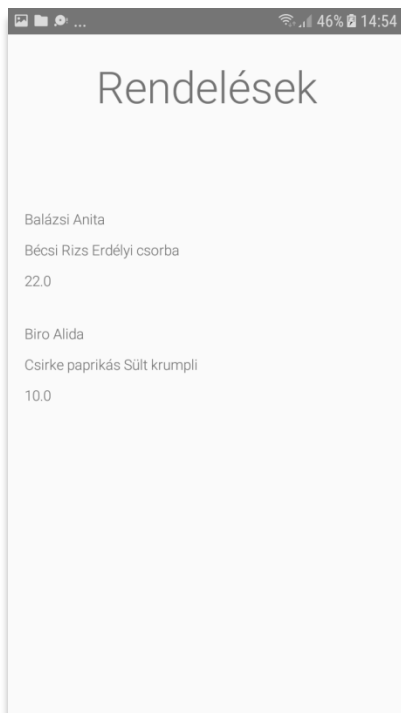 ... 46% 14:54
Rendelések
Balázsi Anita
Bécsi Rizs Erdélyi csorba
22.0
Biro Alida
Csirke paprikás Sült krumpli
10.0